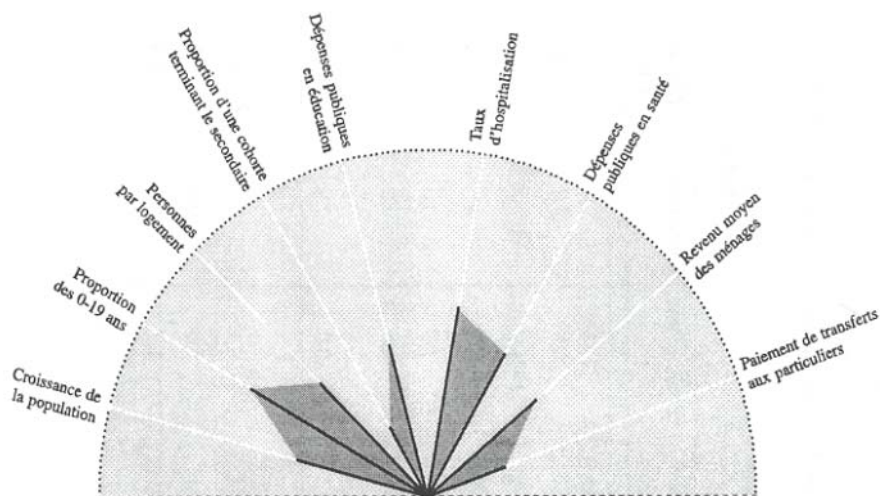 Croissance de
la population
Proportion
des 0-19 ans
Personnes
par logement
Proportion d'une cohorte
terminant le secondaire
Dépenses publiques
en éducation
Taux
d'hospitalisation
Dépenses
publiques en santé
Revenu moyen
des ménages
Paiement de transferts
aux particuliers